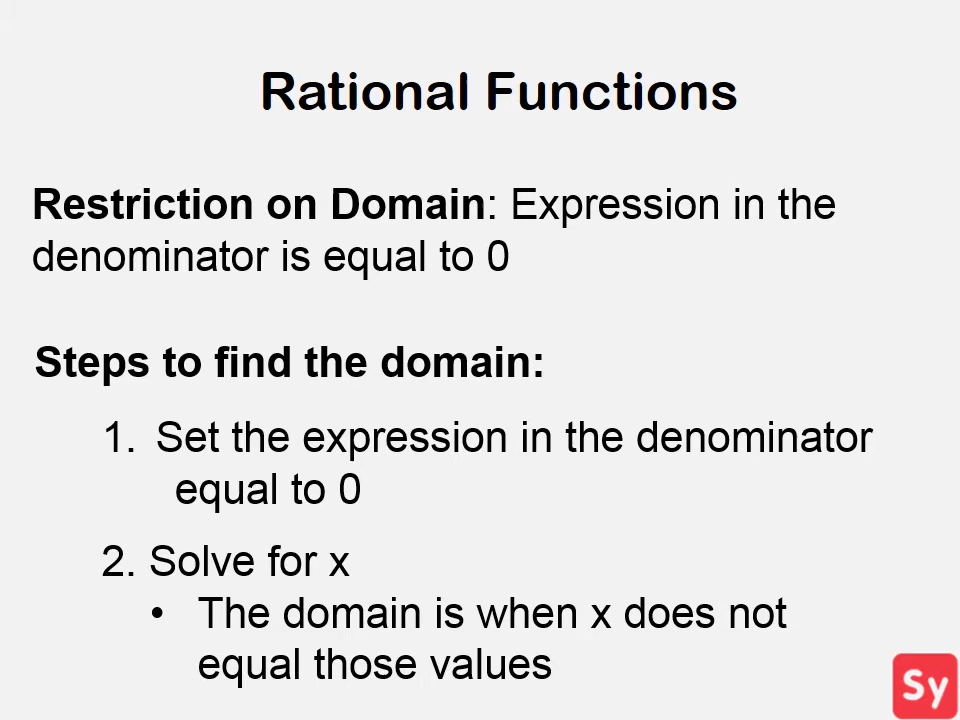 Rational Functions
Restriction on Domain: Expression in the
denominator is equal to 0
Steps to find the domain:
1. Set the expression in the denominator
equal to 0
2. Solve for x
• The domain is when x does not
equal those values
Sy